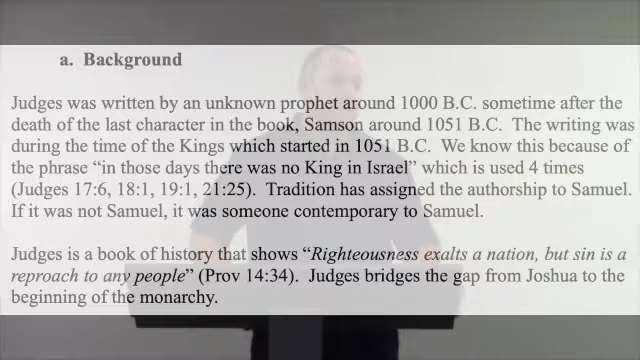 a. Background
Judges was written by an unknown prophet around 1000 B.C. sometime after the
death of the last character in the book, Samson around 1051 B.C. The writing was
during the time of the Kings which started in 1051 B.C. We know this because of
the phrase “in those days there was no King in Israel” which is used 4 times
(Judges 17:6, 18:1, 19:1, 21:25). Tradition has assigned the authorship to Samuel.
If it was not Samuel, it was someone contemporary to Samuel.
Judges is a book of history that shows “Righteousness exalts a nation, but sin is a
reproach to any people” (Prov 14:34). Judges bridges the gap from Joshua to the
beginning of the monarchy.